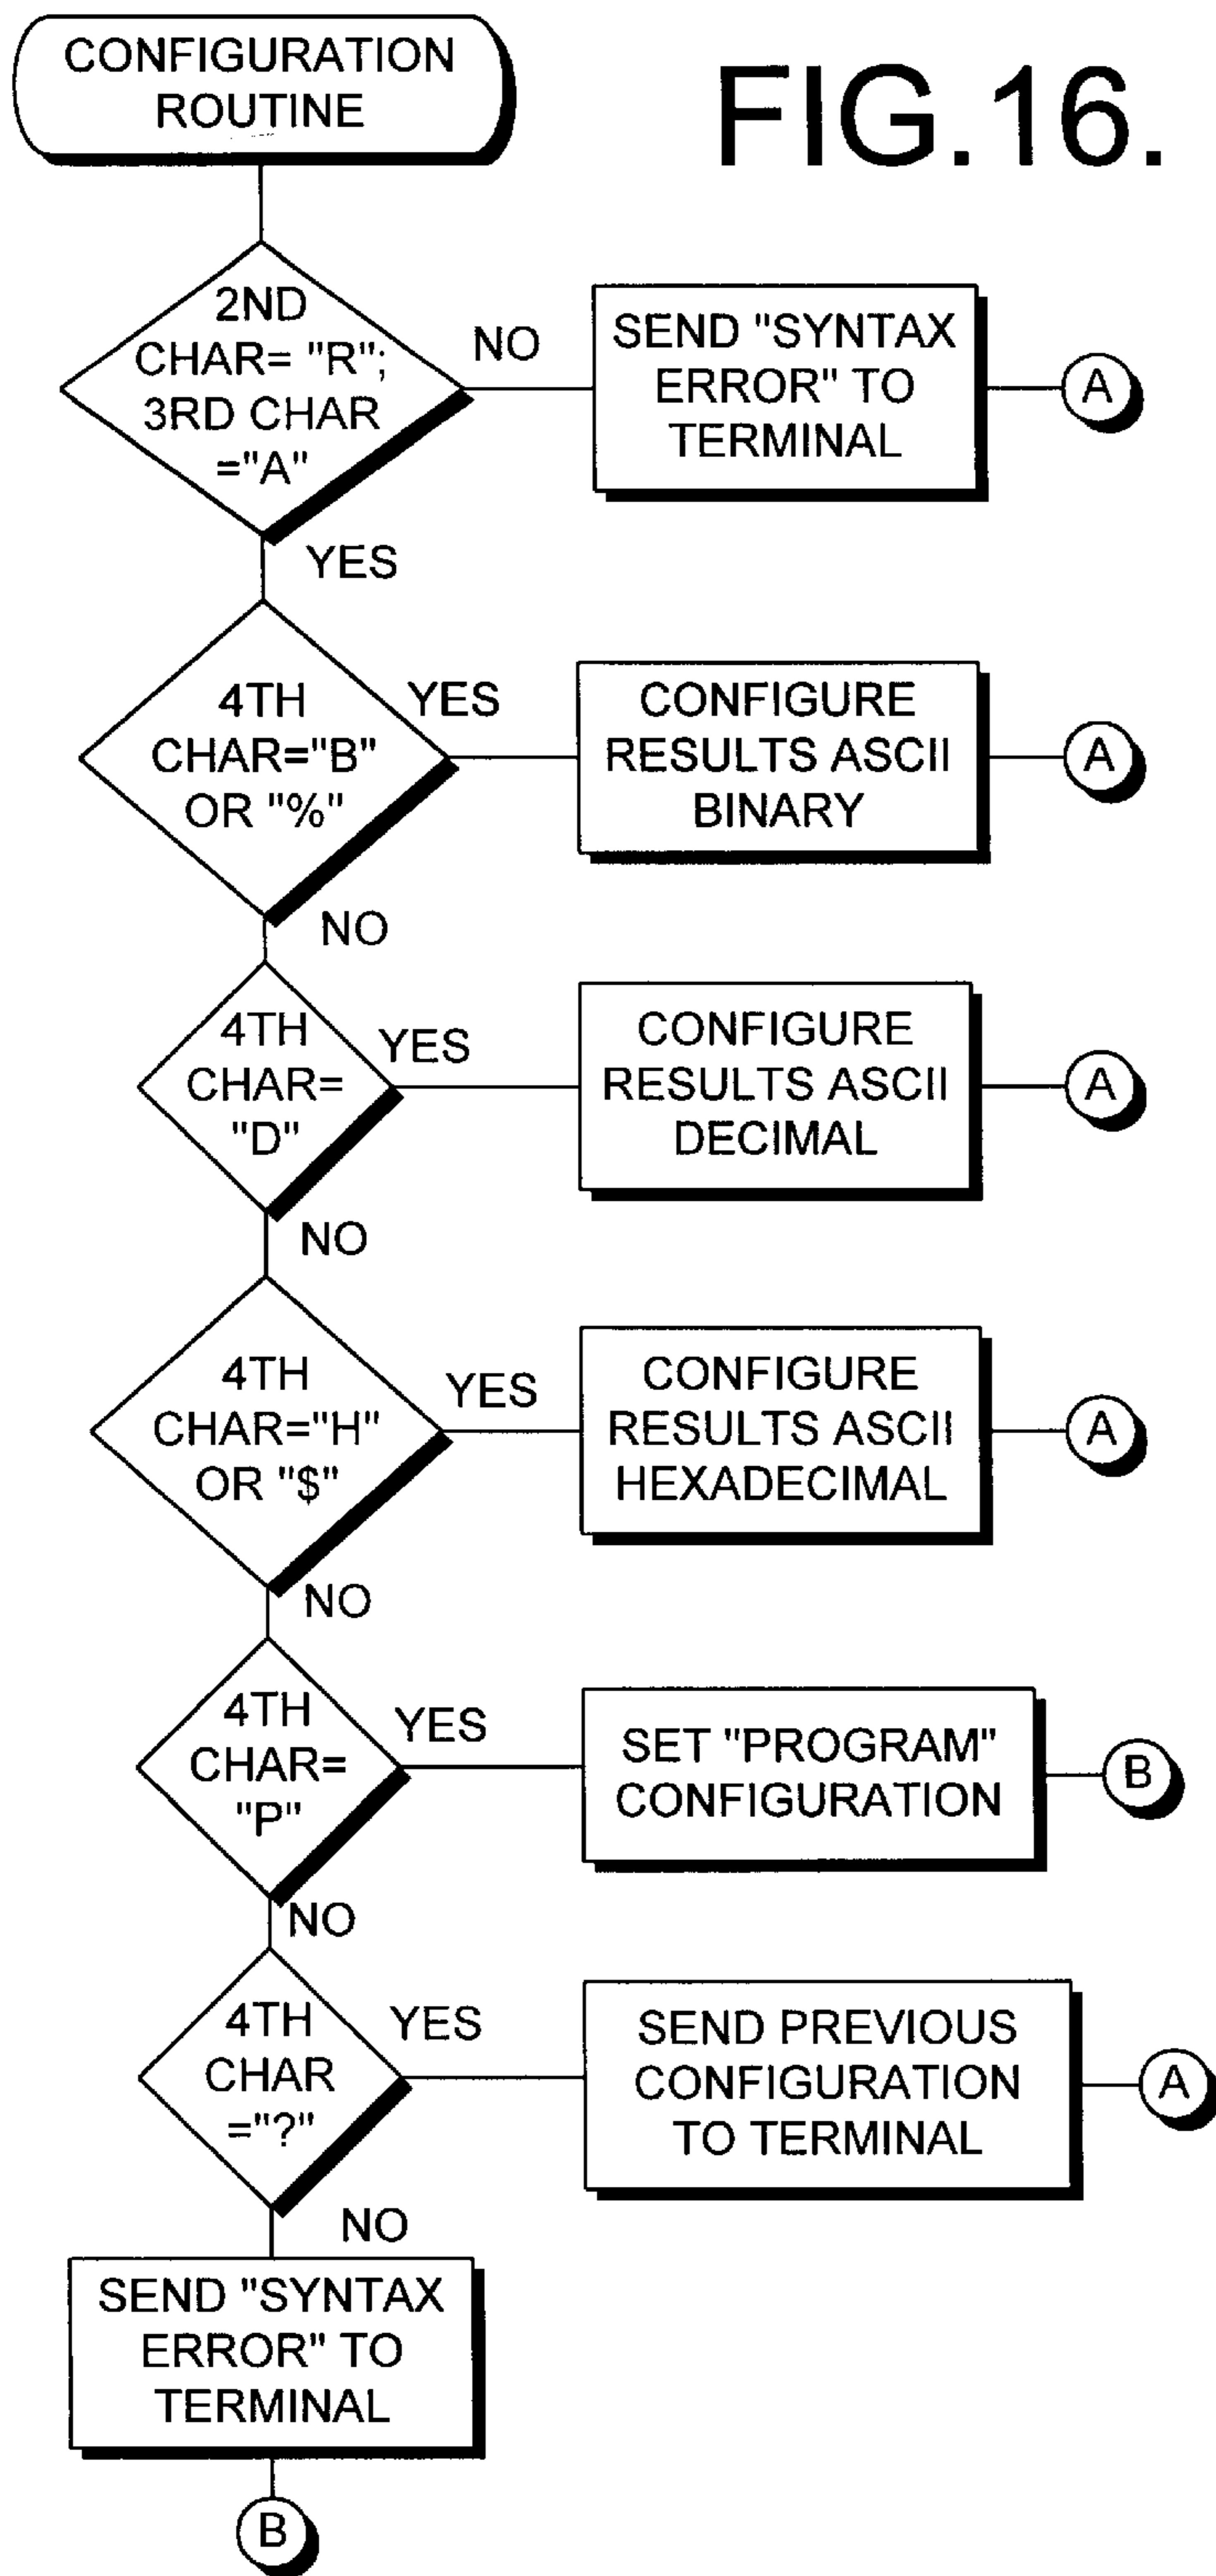 CONFIGURATION
ROUTINE
FIG.16.
2ND
CHAR= "R";
3RD CHAR
="A"
NO
SEND "SYNTAX
ERROR" TO
TERMINAL
A
YES
4TH
CHAR="B"
OR "%"
YES
CONFIGURE
RESULTS ASCII
BINARY
A
NO
4TH
CHAR=
"D"
YES
CONFIGURE
RESULTS ASCII
DECIMAL
A
NO
4TH
CHAR="H"
OR "$"
YES
CONFIGURE
RESULTS ASCII
HEXADECIMAL
A
NO
4TH
CHAR=
"P"
YES
SET "PROGRAM"
CONFIGURATION
B
NO
4TH
CHAR
="?"
YES
SEND PREVIOUS
CONFIGURATION
TO TERMINAL
A
NO
SEND "SYNTAX
ERROR" TO
TERMINAL
B